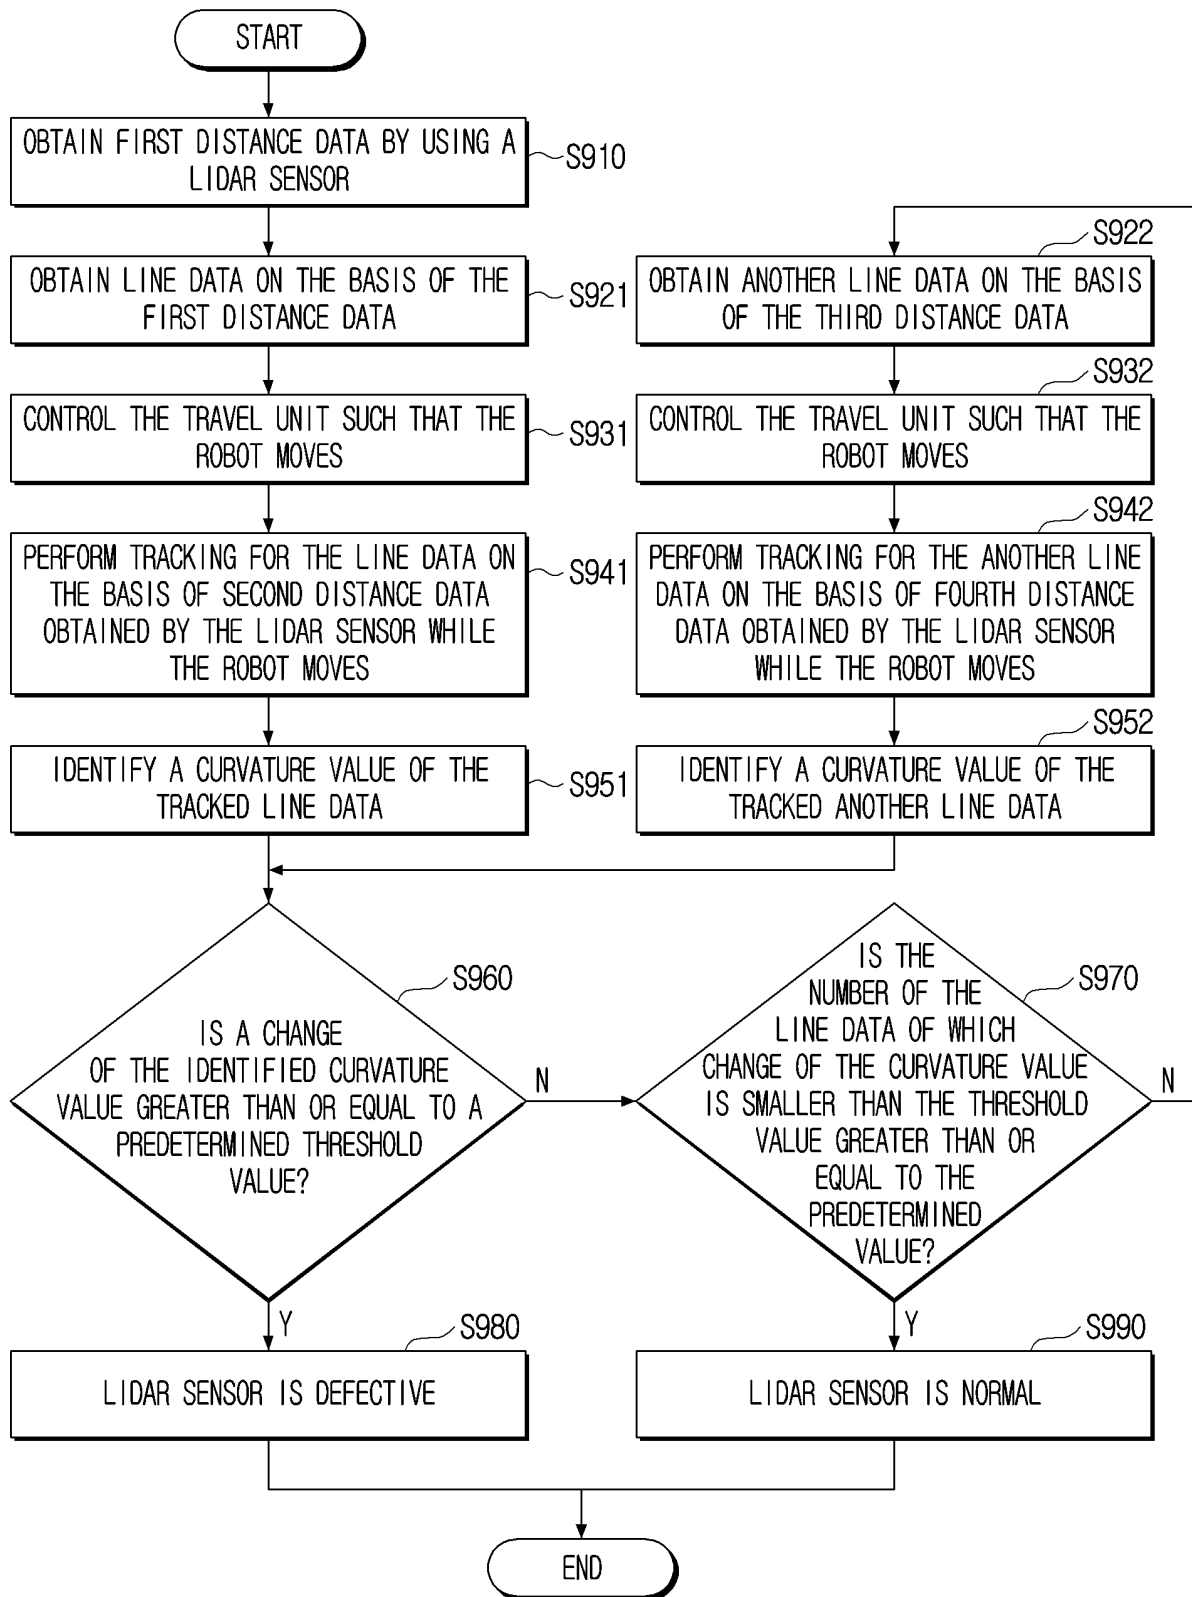 START
OBTAIN FIRST DISTANCE DATA BY USING A
LIDAR SENSOR
S910
OBTAIN LINE DATA ON THE BASIS OF THE
FIRST DISTANCE DATA
S921
CONTROL THE TRAVEL UNIT SUCH THAT THE
ROBOT MOVES
S931
PERFORM TRACKING FOR THE LINE DATA ON
THE BASIS OF SECOND DISTANCE DATA
OBTAINED BY THE LIDAR SENSOR WHILE
THE ROBOT MOVES
S941
IDENTIFY A CURVATURE VALUE OF THE
TRACKED LINE DATA
S951
S922
OBTAIN ANOTHER LINE DATA ON THE BASIS
OF THE THIRD DISTANCE DATA
S932
CONTROL THE TRAVEL UNIT SUCH THAT THE
ROBOT MOVES
S942
PERFORM TRACKING FOR THE ANOTHER LINE
DATA ON THE BASIS OF FOURTH DISTANCE
DATA OBTAINED BY THE LIDAR SENSOR
WHILE THE ROBOT MOVES
S952
IDENTIFY A CURVATURE VALUE OF THE
TRACKED ANOTHER LINE DATA
S960
IS A CHANGE
OF THE IDENTIFIED CURVATURE
VALUE GREATER THAN OR EQUAL TO A
PREDETERMINED THRESHOLD
VALUE?
N
Y
S970
IS THE
NUMBER OF THE
LINE DATA OF WHICH
CHANGE OF THE CURVATURE VALUE
IS SMALLER THAN THE THRESHOLD
VALUE GREATER THAN OR
EQUAL TO THE
PREDETERMINED
VALUE?
N
Y
S980
LIDAR SENSOR IS DEFECTIVE
S990
LIDAR SENSOR IS NORMAL
END